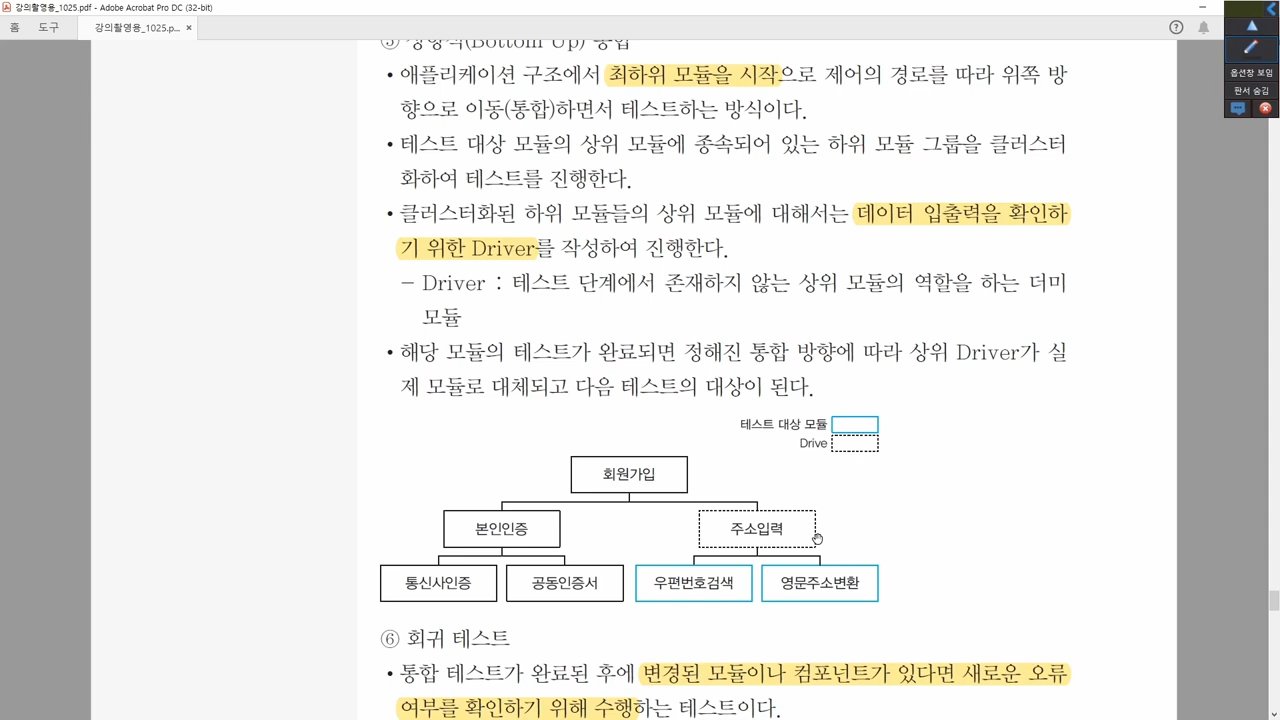 강의촬영용_1025.pdf - Adobe Acrobat Pro DC (32-bit)
홈 도구 강의촬영용_1025.p... ×
⑤ 상향식(Bottom Up) 통합
• 애플리케이션 구조에서 최하위 모듈을 시작으로 제어의 경로를 따라 위쪽 방
향으로 이동(통합)하면서 테스트하는 방식이다.
• 테스트 대상 모듈의 상위 모듈에 종속되어 있는 하위 모듈 그룹을 클러스터
화하여 테스트를 진행한다.
• 클러스터화된 하위 모듈들의 상위 모듈에 대해서는 데이터 입출력을 확인하
기 위한 Driver를 작성하여 진행한다.
– Driver : 테스트 단계에서 존재하지 않는 상위 모듈의 역할을 하는 더미
모듈
• 해당 모듈의 테스트가 완료되면 정해진 통합 방향에 따라 상위 Driver가 실
제 모듈로 대체되고 다음 테스트의 대상이 된다.
테스트 대상 모듈
Drive
회원가입
본인인증 주소입력
통신사인증 공동인증서 우편번호검색 영문주소변환
⑥ 회귀 테스트
• 통합 테스트가 완료된 후에 변경된 모듈이나 컴포넌트가 있다면 새로운 오류
여부를 확인하기 위해 수행하는 테스트이다.
옵션창 보임
판서 숨김